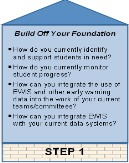 Build Off Your Foundation
• How do you currently identify
and support students in need?
• How do you currently monitor
student progress?
• How can you integrate the use of
EWIS and other early warning
data into the work of your current
teams/committees?
• How can you integrate EWIS
with your current data systems?
STEP 1